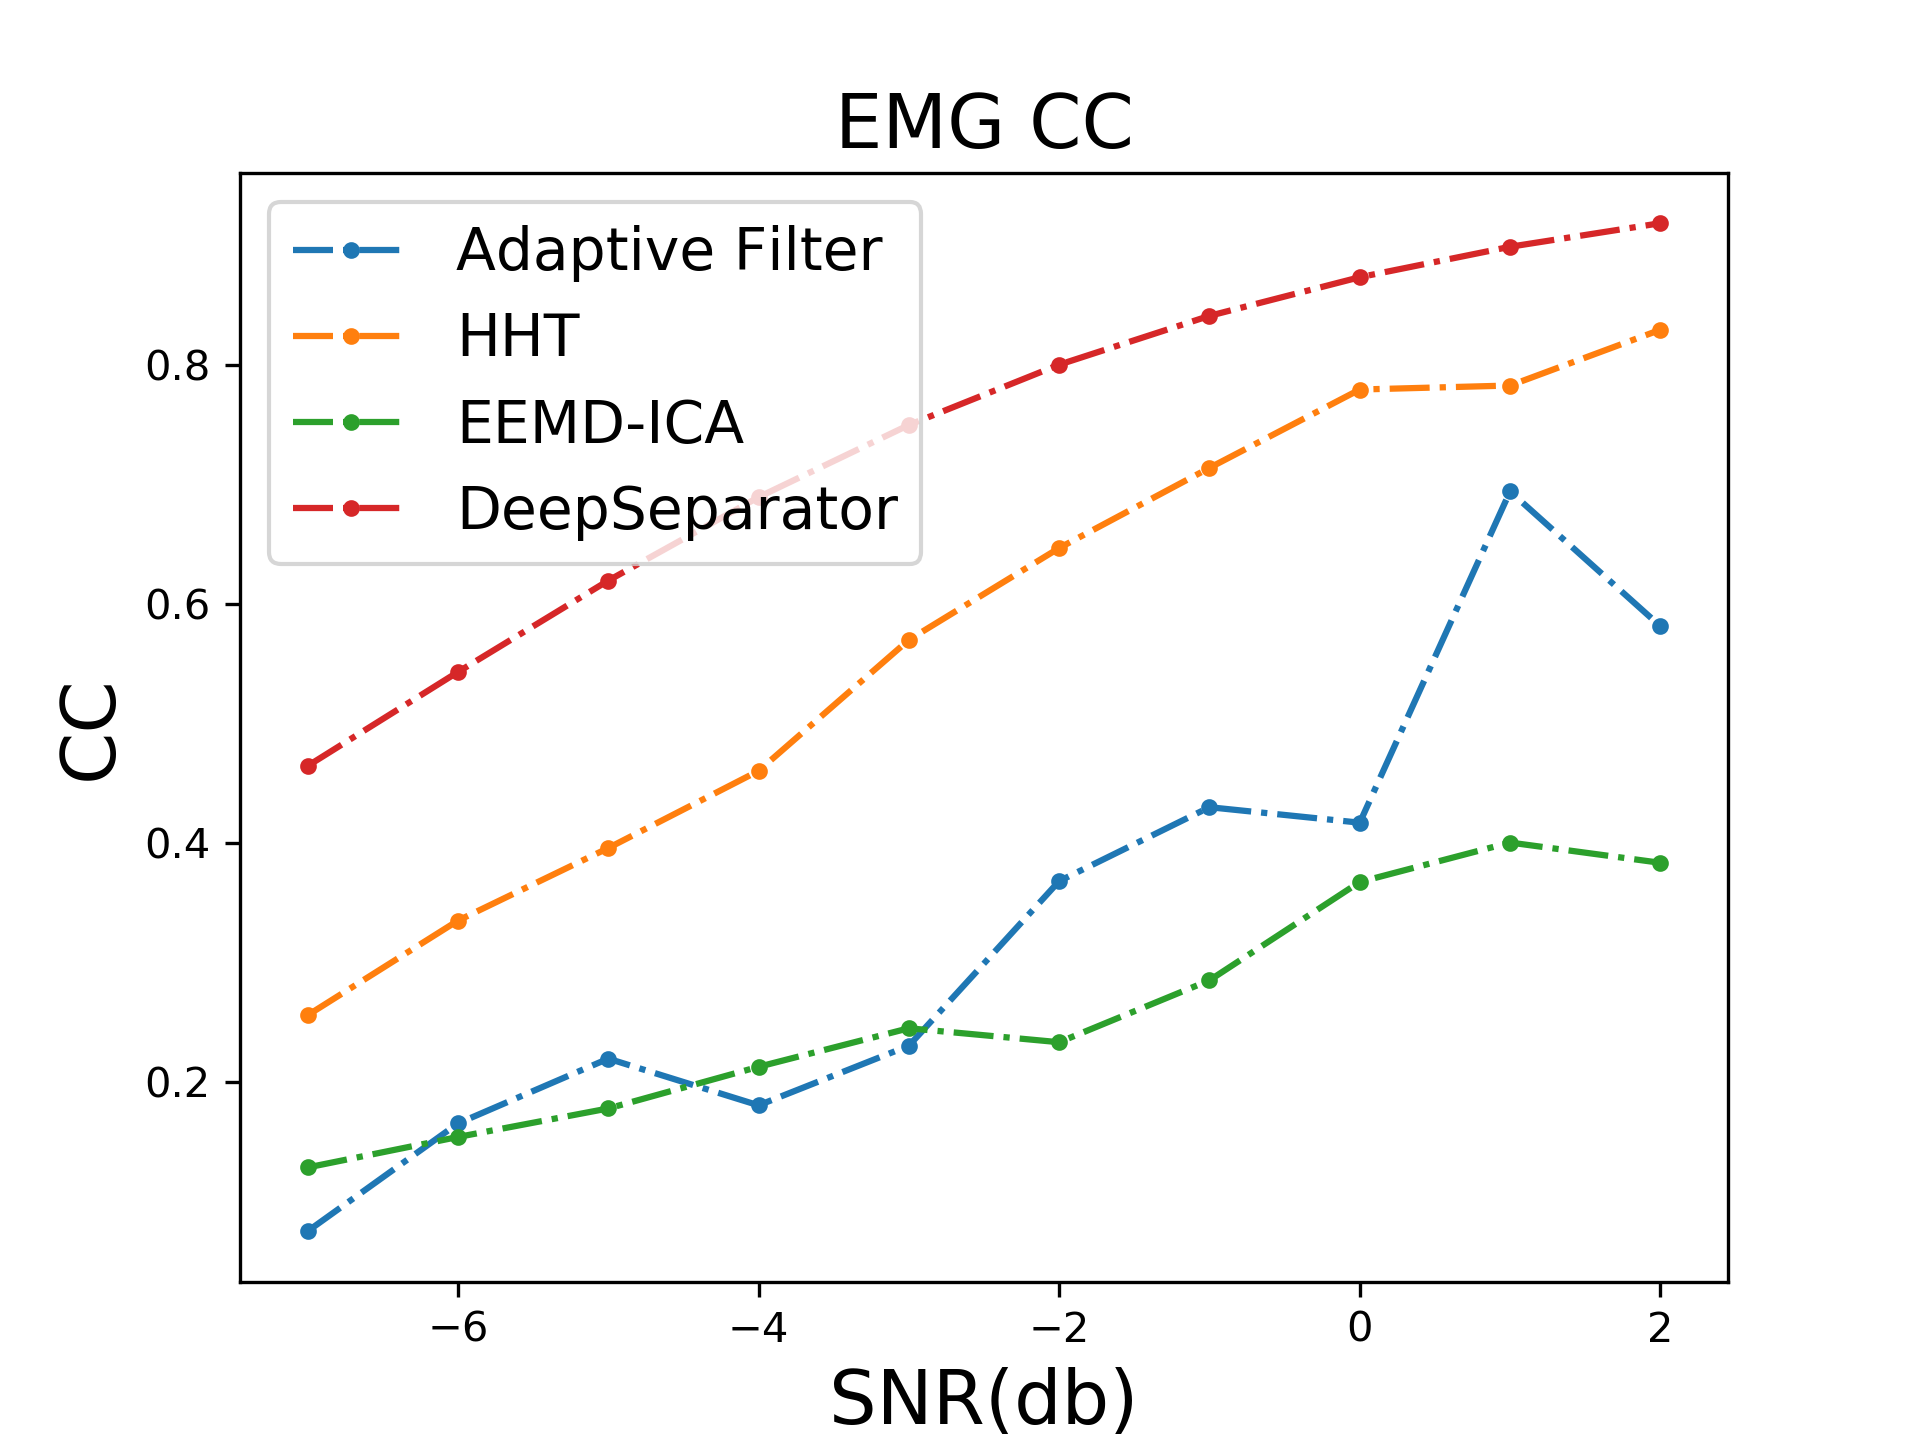 EMG CC
Adaptive Filter
HHT
EEMD-ICA
DeepSeparator
CC
0.8
0.6
0.4
0.2
−6 −4 −2 0 2
SNR(db)